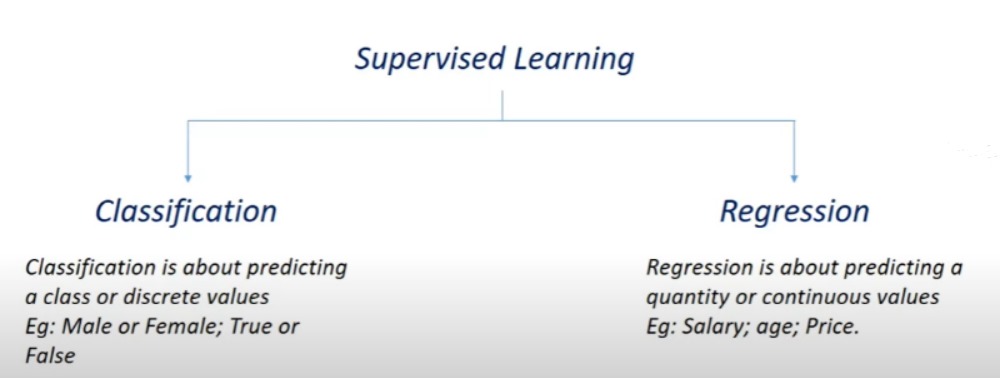 Supervised Learning
Classification
Classification is about predicting
a class or discrete values
Eg: Male or Female; True or
False
Regression
Regression is about predicting a
quantity or continuous values
Eg: Salary; age; Price.